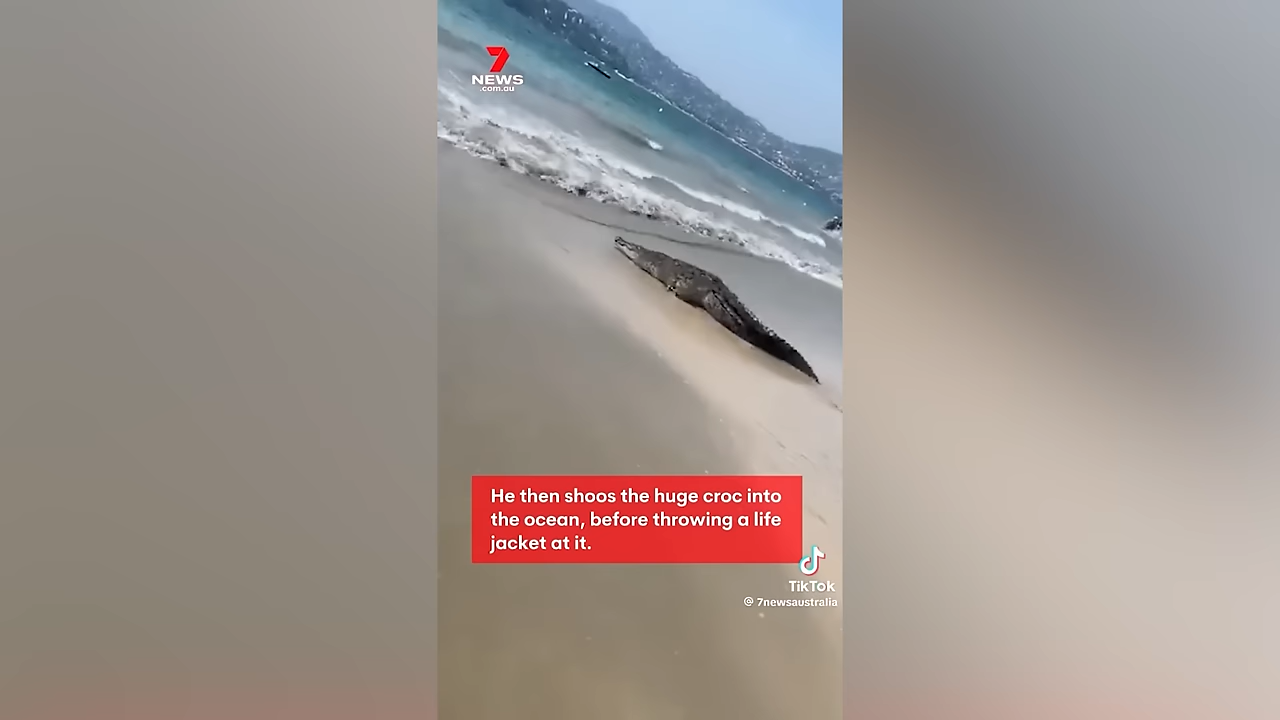 7
NEWS
.com.au
He then shoos the huge croc into
the ocean, before throwing a life
jacket at it.
TikTok
@ 7newsaustralia